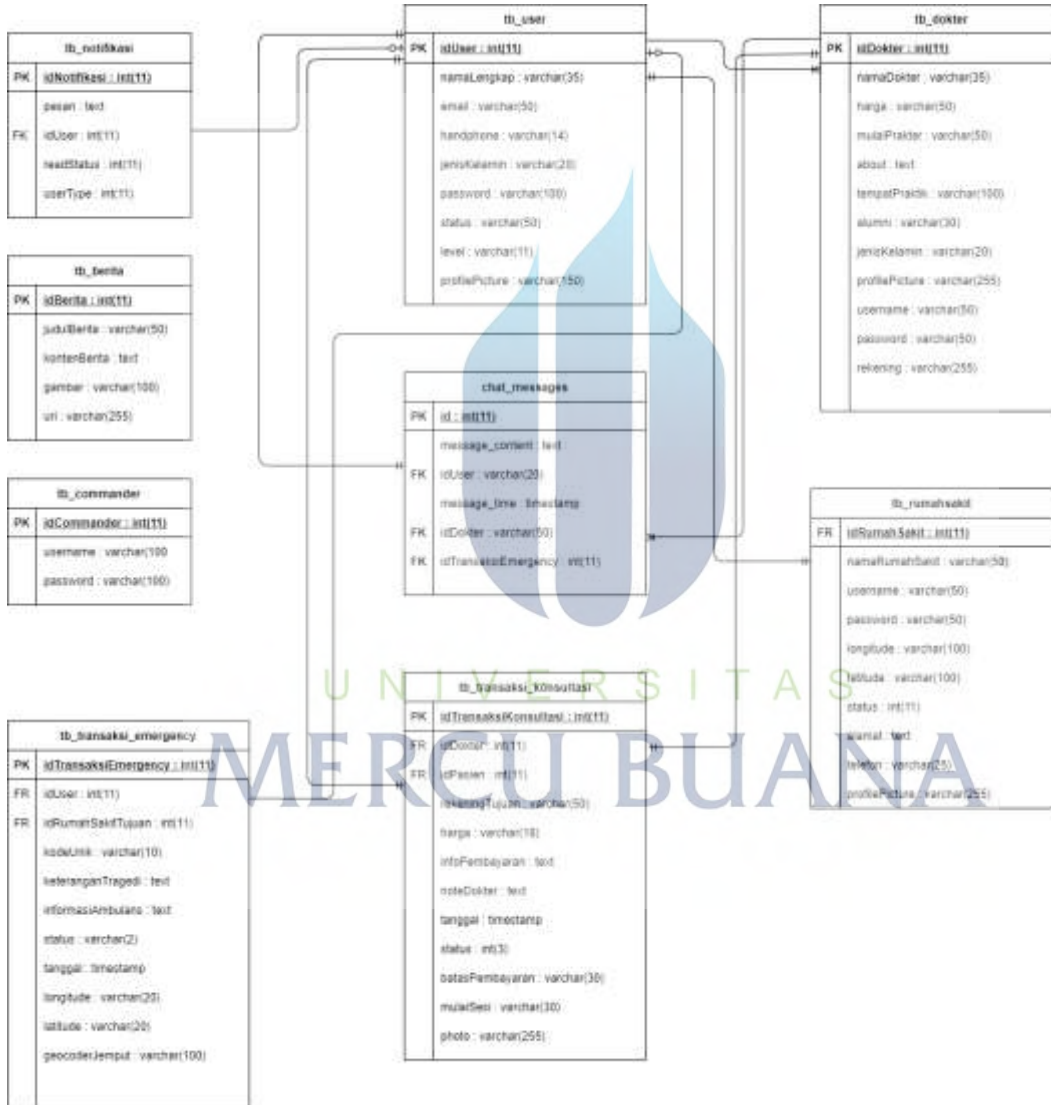 tb_notifikasi
PK idNotifikasi : int(11)
pesan : text
FK idUser : int(11)
readStatus : int(11)
userType : int(11)
tb_berita
PK idBerita : int(11)
judulBerita : varchar(50)
kontenBerita : text
gambar : varchar(100)
url : varchar(255)
tb_commander
PK idCommander : int(11)
username : varchar(100
password : varchar(100)
tb_transaksi_emergency
PK idTransaksiEmergency : int(11)
FR idUser : int(11)
FR idRumahSakitTujuan : int(11)
kodeUnik : varchar(10)
keteranganTragedi : text
informasiAmbulans : text
status : varchar(2)
tanggal : timestamp
longitude : varchar(20)
latitude : varchar(20)
geocoderJemput : varchar(100)
tb_user
PK idUser : int(11)
namaLengkap : varchar(35)
email : varchar(50)
handphone : varchar(14)
jenisKelamin : varchar(20)
password : varchar(100)
status : varchar(50)
level : varchar(11)
profilePicture : varchar(150)
chat_messages
PK id : int(11)
message_content : text
FK idUser : varchar(20)
message_time : timestamp
FK idDokter : varchar(50)
FK idTransaksiEmergency : int(11)
tb_transaksi_konsultasi
PK idTransaksiKonsultasi : int(11)
FR idDokter : int(11)
FR idPasien : int(11)
rekeningTujuan : varchar(50)
harga : varchar(18)
infoPembayaran : text
noteDokter : text
tanggal : timestamp
status : int(3)
batasPembayaran : varchar(30)
mulaiSesi : varchar(30)
photo : varchar(255)
tb_dokter
PK idDokter : int(11)
namaDokter : varchar(35)
harga : varchar(50)
mulaiPrakter : varchar(50)
about : text
tempatPraktik : varchar(100)
alumni : varchar(30)
jenisKelamin : varchar(20)
profilePicture : varchar(255)
username : varchar(50)
password : varchar(50)
rekening : varchar(255)
tb_rumahsakit
FR idRumahSakit : int(11)
namaRumahSakit : varchar(50)
username : varchar(50)
password : varchar(50)
longitude : varchar(100)
latitude : varchar(100)
status : int(11)
alamat : text
telefon : varchar(25)
profilePicture : varchar(255)
UNIVERSITAS
MERCU BUANA